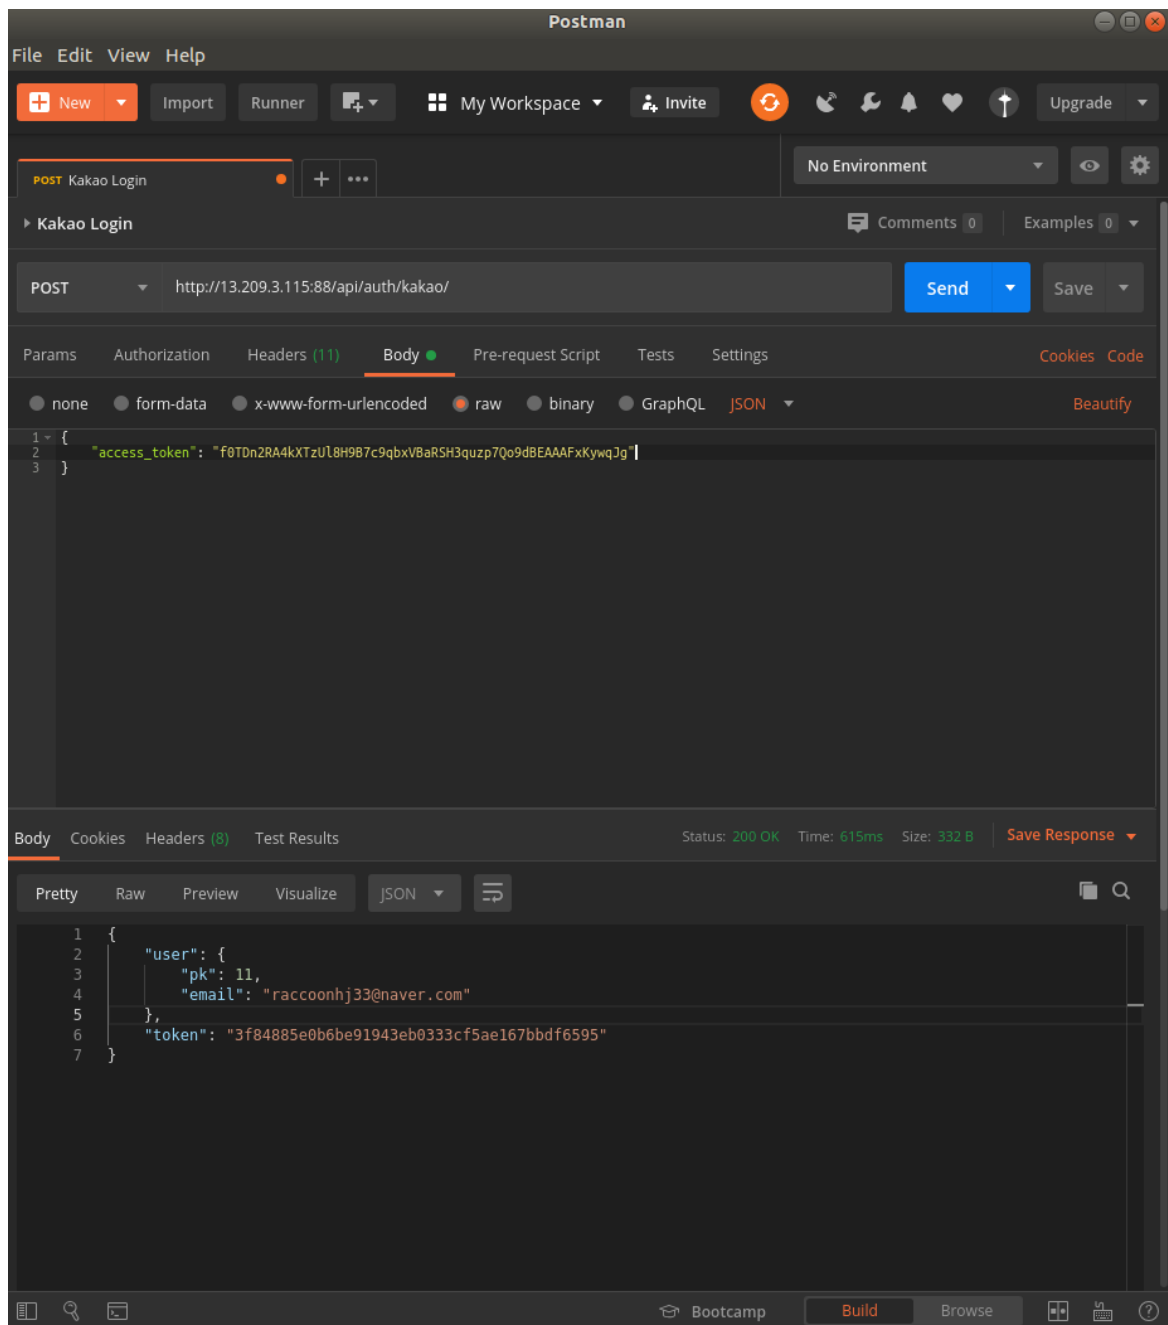 Postman
File Edit View Help
New Import Runner My Workspace Invite Upgrade
POST Kakao Login No Environment
Kakao Login Comments 0 Examples 0
POST http://13.209.3.115:88/api/auth/kakao/ Send Save
Params Authorization Headers (11) Body Pre-request Script Tests Settings Cookies Code
none form-data x-www-form-urlencoded raw binary GraphQL JSON Beautify
1 {
2 "access_token": "f0TDn2RA4kXTzUl8H9B7c9qbxVBaRSH3quzp7Qo9dBEAAAFxKywqJg"
3 }
Body Cookies Headers (8) Test Results Status: 200 OK Time: 615ms Size: 332 B Save Response
Pretty Raw Preview Visualize JSON
1 {
2 "user": {
3 "pk": 11,
4 "email": "raccoonhj33@naver.com"
5 },
6 "token": "3f84885e0b6be91943eb0333cf5ae167bbdf6595"
7 }
Bootcamp Build Browse